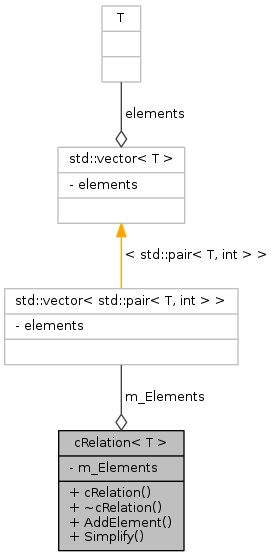 T
elements
std::vector< T >
- elements
< std::pair< T, int > >
std::vector< std::pair< T, int > >
- elements
m_Elements
cRelation< T >
- m_Elements
+ cRelation()
+ ~cRelation()
+ AddElement()
+ Simplify()